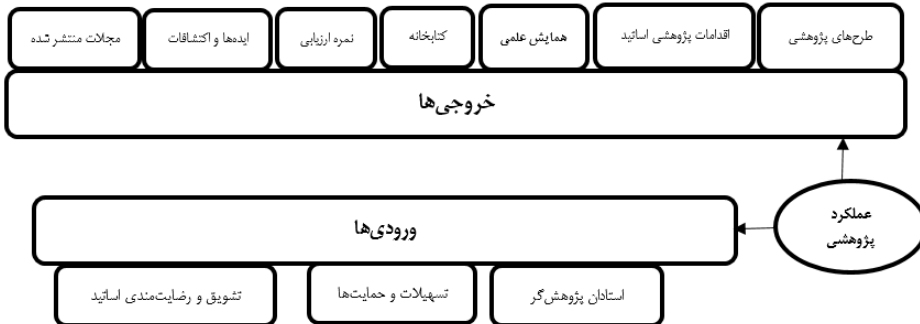 طرح‌های پژوهشی
اقدامات پژوهشی اساتید
همایش علمی
کتابخانه
نمره ارزیابی
ایده‌ها و اکتشافات
مجلات منتشر شده
خروجی‌ها
عملکرد
پژوهشی
ورودی‌ها
استادان پژوهش‌گر
تسهیلات و حمایت‌ها
تشویق و رضایت‌مندی اساتید